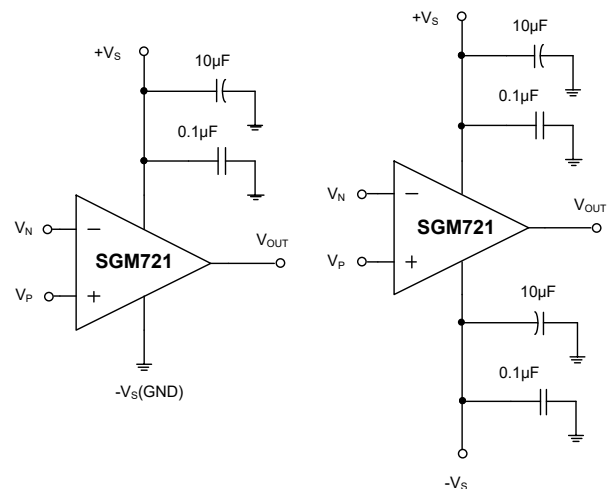 +VS
10µF
0.1µF
VN
−
SGM721
VOUT
VP
+
-VS(GND)
+VS
10µF
0.1µF
VN
−
VOUT
SGM721
VP
+
10µF
0.1µF
-VS